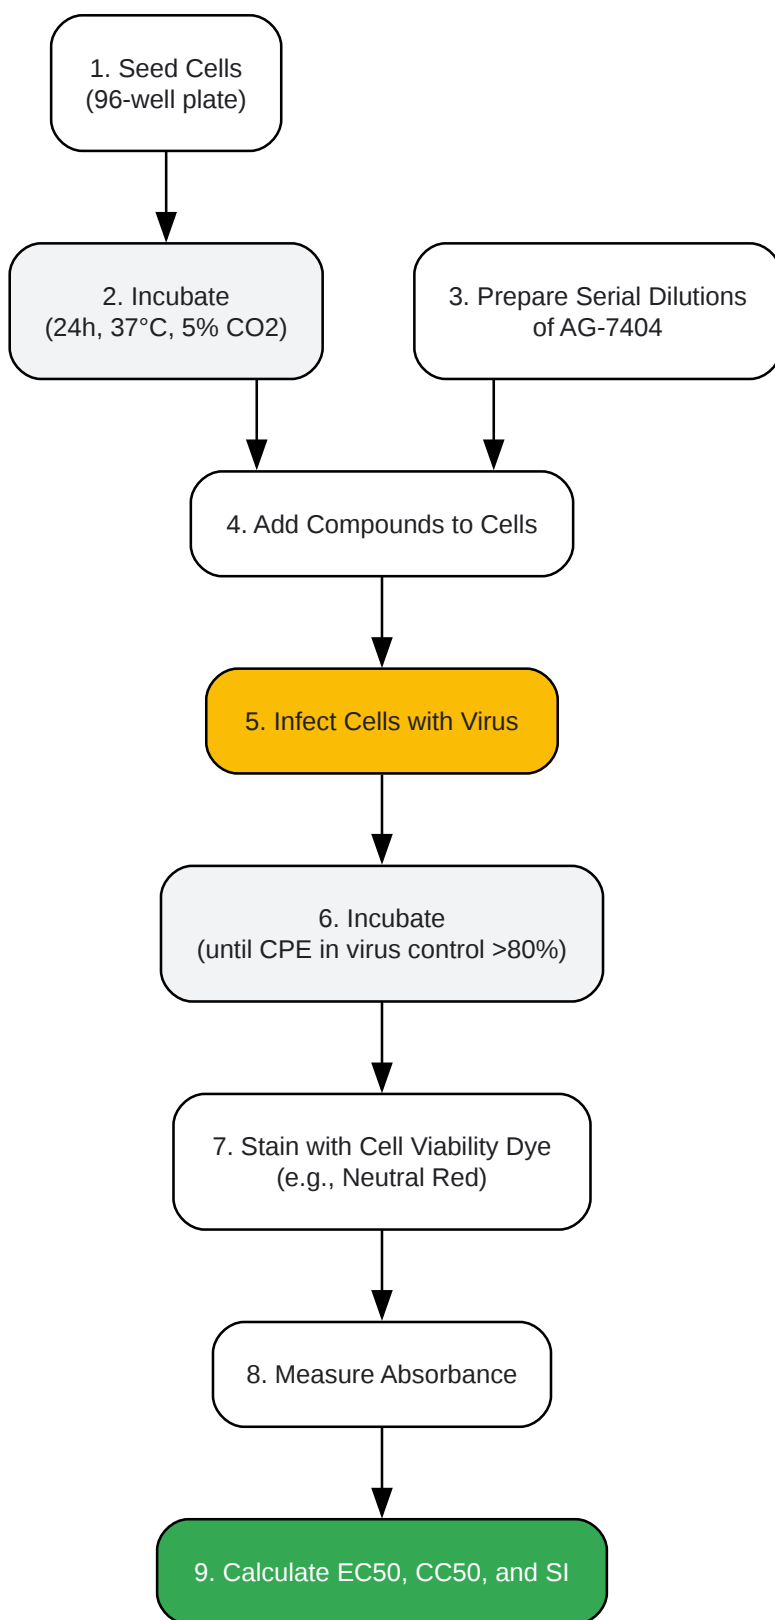 1. Seed Cells
(96-well plate)
2. Incubate
(24h, 37°C, 5% CO2)
3. Prepare Serial Dilutions
of AG-7404
4. Add Compounds to Cells
5. Infect Cells with Virus
6. Incubate
(until CPE in virus control >80%)
7. Stain with Cell Viability Dye
(e.g., Neutral Red)
8. Measure Absorbance
9. Calculate EC50, CC50, and SI